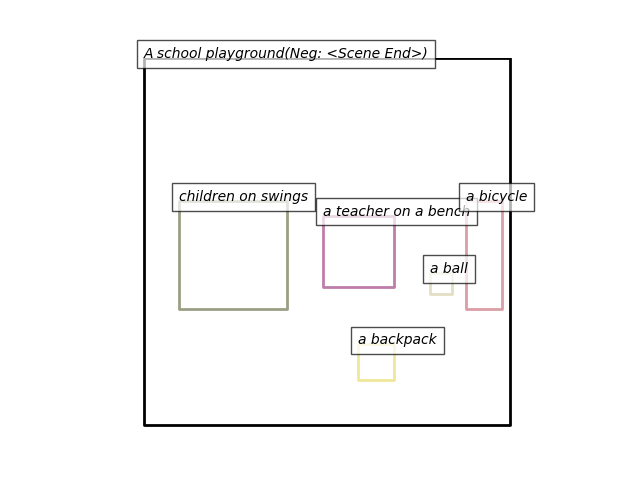 A school playground(Neg: <Scene End>)
children on swings
a bicycle
a teacher on a bench
a ball
a backpack